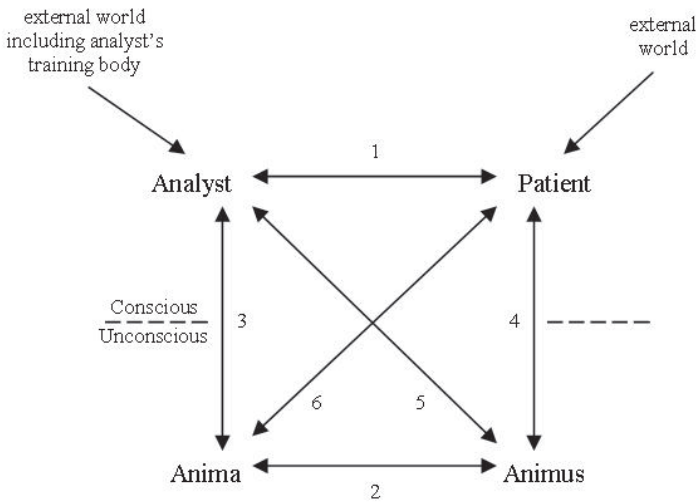 external world
including analyst's
training body
external
world
1
Analyst
Patient
Conscious
Unconscious
3
4
6
5
Anima
Animus
2